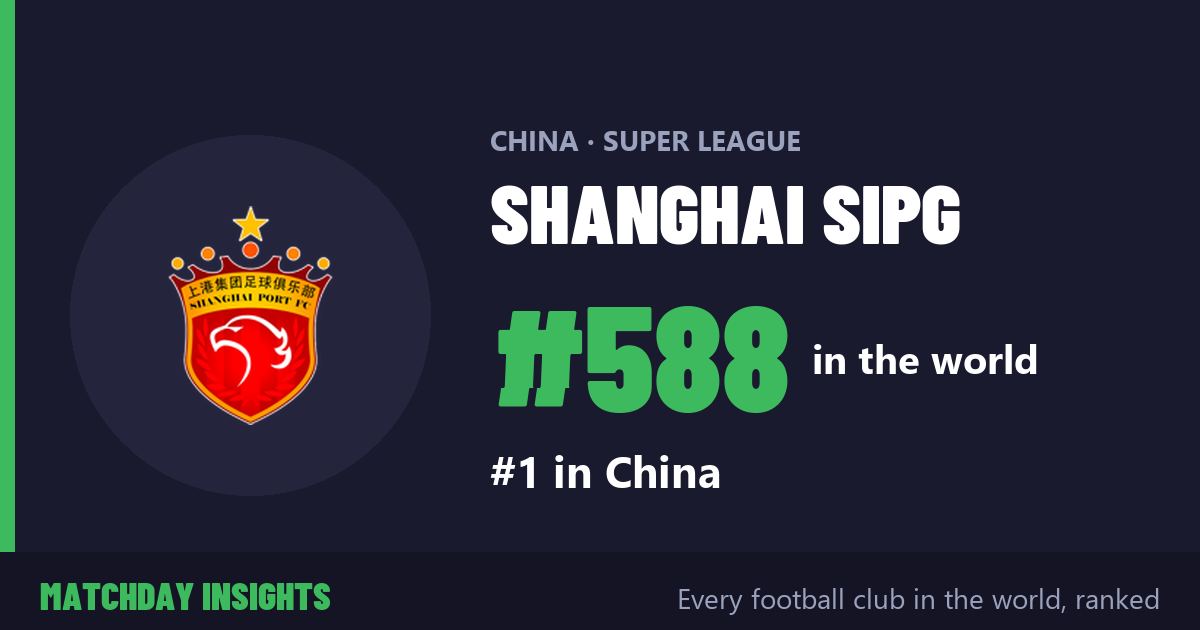 CHINA · SUPER LEAGUE
SHANGHAI SIPG
上港集团足球俱乐部
SHANGHAI PORT FC
#588 in the world
#1 in China
MATCHDAY INSIGHTS
Every football club in the world, ranked